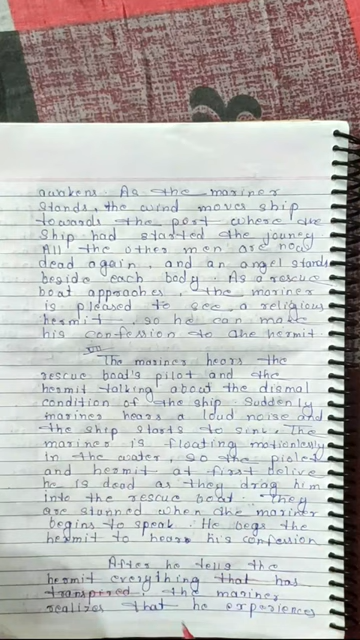 awakens. As the mariner
stands, the wind moves ship
towards the port where the
ship had started the jouney
All the other men are now
dead again, and an angel stands
beside each body. As a rescue
boat approaches, the mariner
is pleased to see a religious
hermit, so he can make
his confession to the hermit.
The mariner hears the
rescue boat's pilot and the
hermit talking about the dismal
condition of the ship. Suddenly
mariner hears a loud noise and
the ship starts to sink. The
mariner is floating motionlessly
in the water, so the piolet
and hermit at first
he is dead as they drag him
into the rescue boat. They
are stunned when the mariner
begins to speak. He begs the
hermit to hear his confession
After he tells the
hermit everything that has
transpired. The mariner
realizes that he experiences